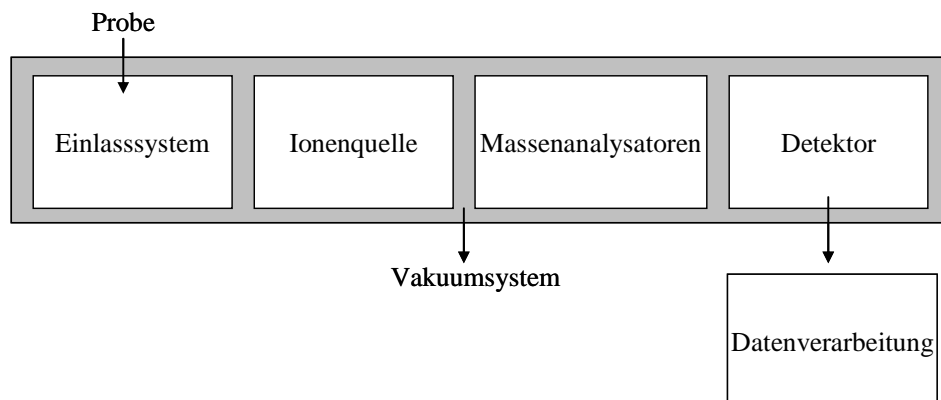 Probe
Einlasssystem
Ionenquelle
Massenanalysatoren
Detektor
Vakuumsystem
Datenverarbeitung